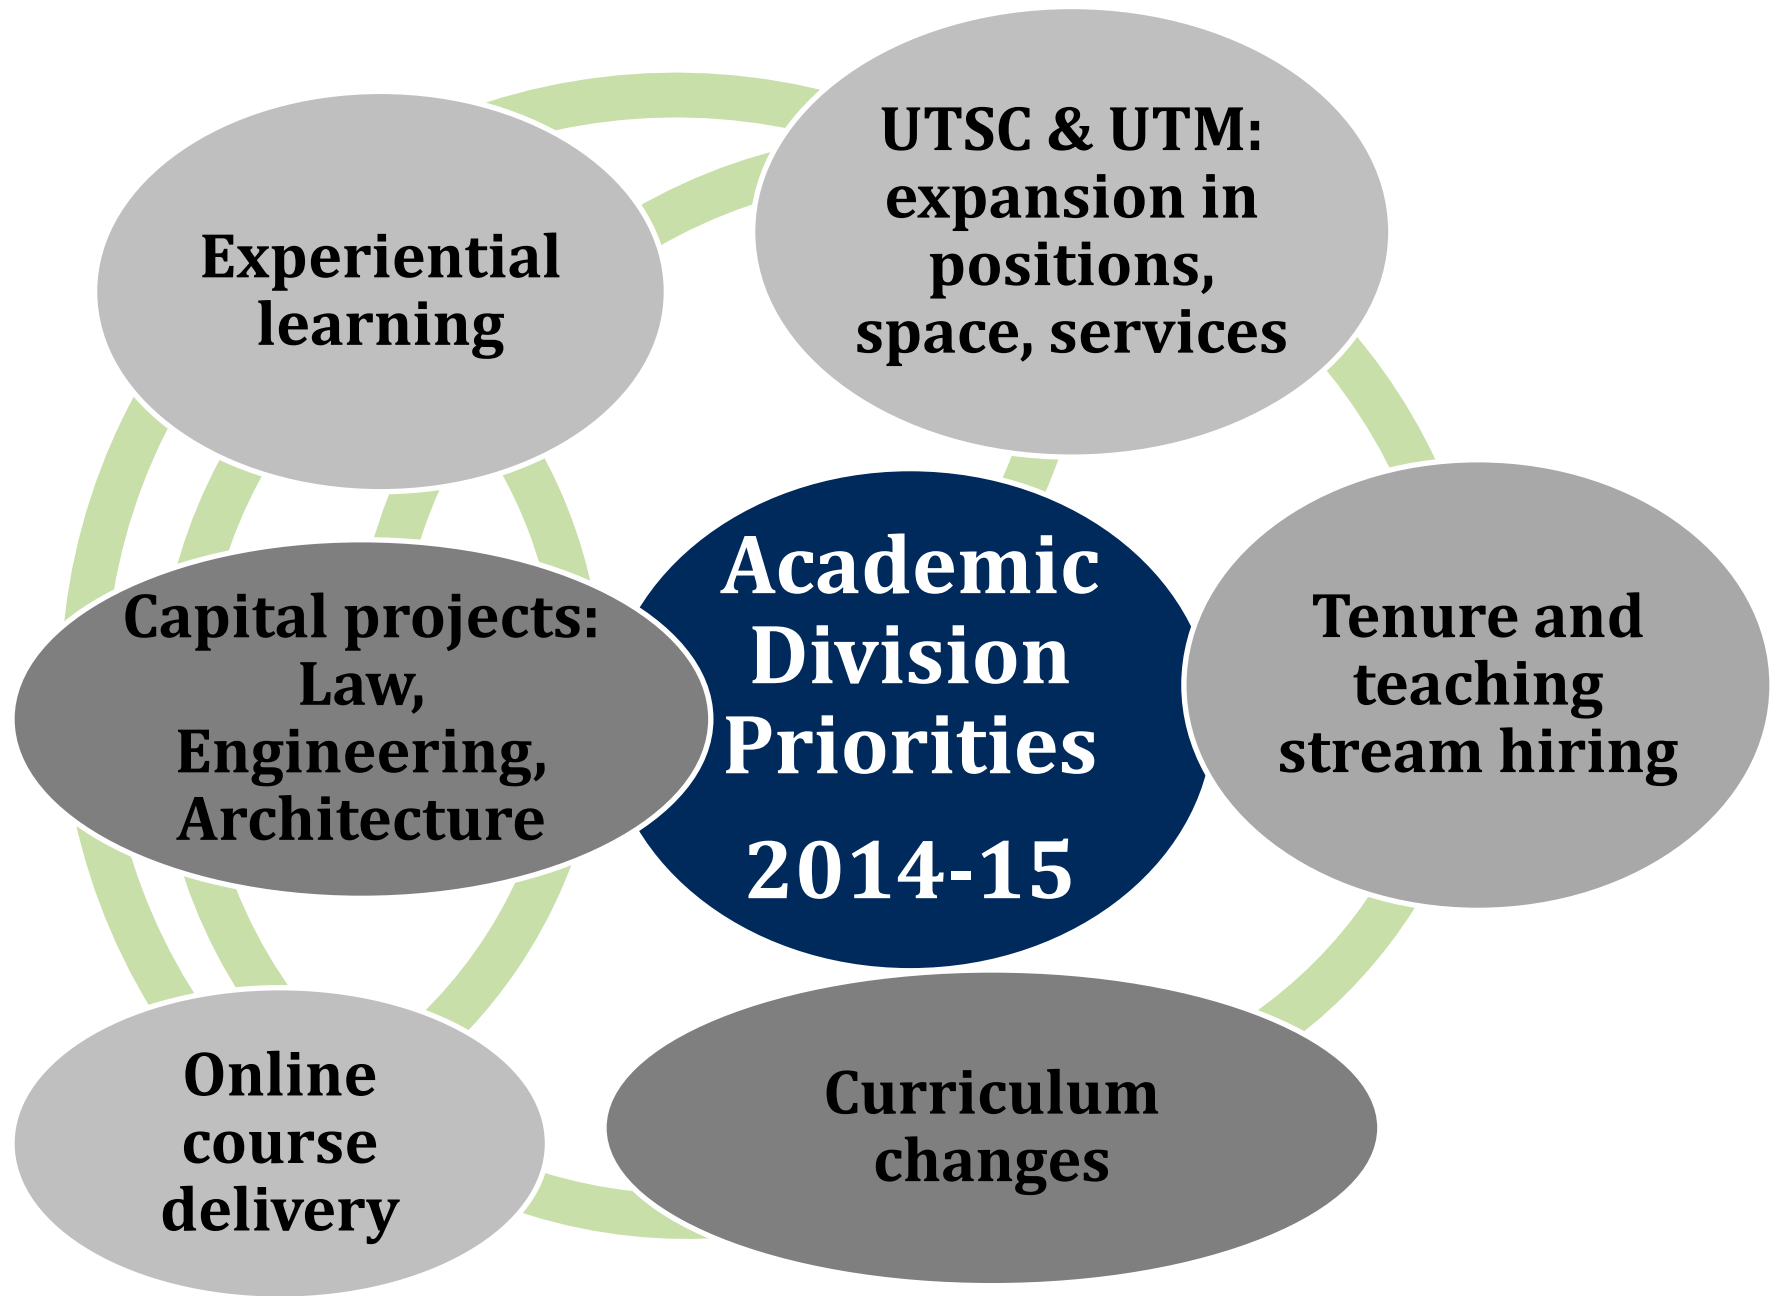 UTSC & UTM:
expansion in
positions,
space, services
Experiential
learning
Academic
Division
Priorities
2014-15
Tenure and
teaching
stream hiring
Capital projects:
Law,
Engineering,
Architecture
Online
course
delivery
Curriculum
changes